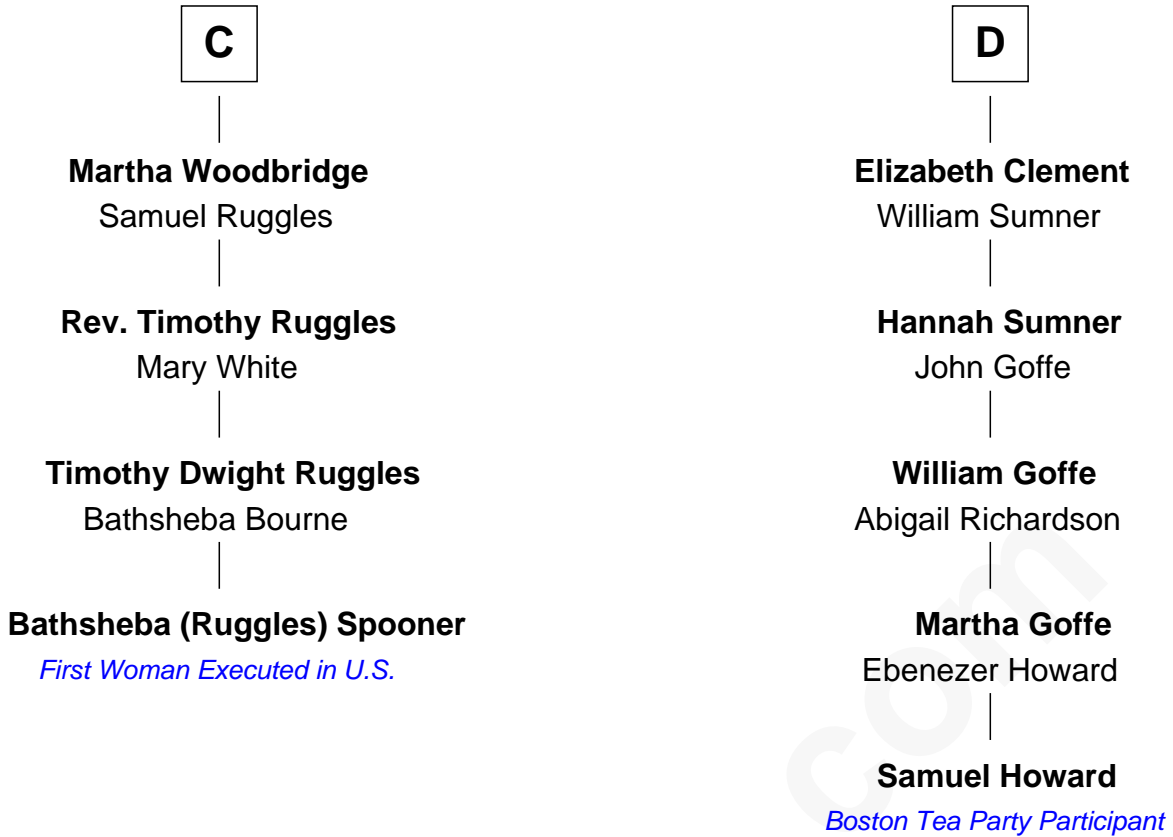 C
Martha Woodbridge
Samuel Ruggles
Rev. Timothy Ruggles
Mary White
Timothy Dwight Ruggles
Bathsheba Bourne
Bathsheba (Ruggles) Spooner
First Woman Executed in U.S.
D
Elizabeth Clement
William Sumner
Hannah Sumner
John Goffe
William Goffe
Abigail Richardson
Martha Goffe
Ebenezer Howard
Samuel Howard
Boston Tea Party Participant
com